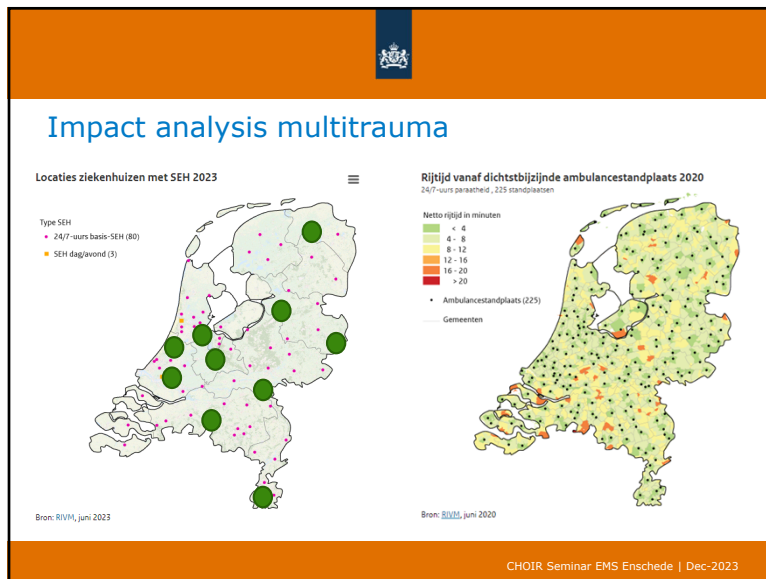 Impact analysis multitrauma
Locaties ziekenhuizen met SEH 2023
Type SEH
24/7-uurs basis-SEH (80)
SEH dag/avond (3)
Bron: RIVM, juni 2023
Rijtijd vanaf dichtstbijzijnde ambulancestandplaats 2020
24/7-uurs paraatheid , 225 standplaatsen
Netto rijtijd in minuten
< 4
4 - 8
8 - 12
12 - 16
16 - 20
> 20
Ambulancestandplaats (225)
Gemeenten
Bron: RIVM, juni 2020
CHOIR Seminar EMS Enschede | Dec-2023